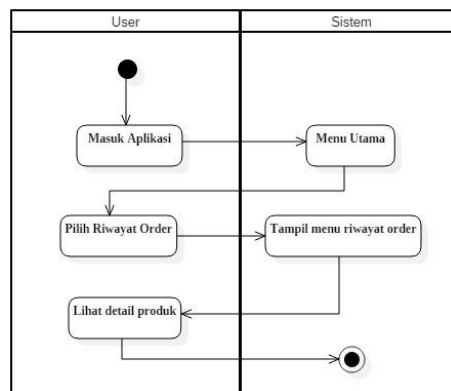 User
Sistem
Masuk Aplikasi
Menu Utama
Pilih Riwayat Order
Tampil menu riwayat order
Lihat detail produk